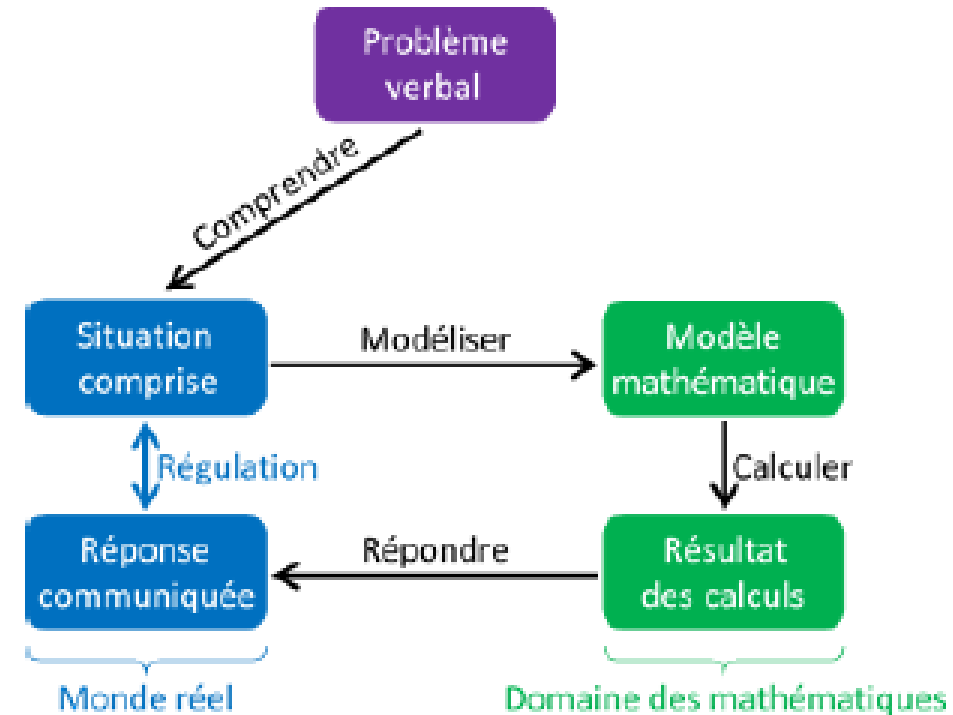 Problème
verbal
Comprendre
Situation
comprise
Modéliser
Modèle
mathématique
Régulation
Calculer
Réponse
communiquée
Répondre
Résultat
des calculs
Monde réel
Domaine des mathématiques